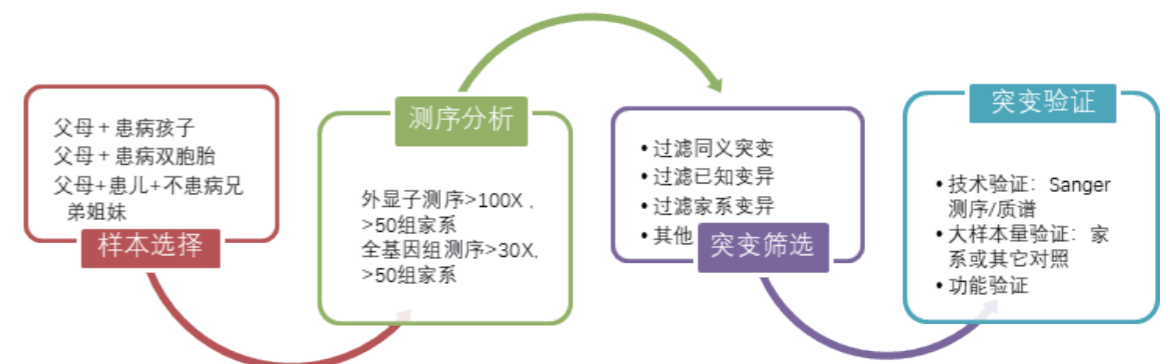 父母＋患病孩子
父母＋患病双胞胎
父母+患儿+不患病兄
弟姐妹
样本选择
测序分析
外显子测序>100X ,
>50组家系
全基因组测序>30X,
>50组家系
•过滤同义突变
•过滤已知变异
•过滤家系变异
•其他
突变筛选
突变验证
•技术验证：Sanger
测序/质谱
•大样本量验证：家
系或其它对照
•功能验证